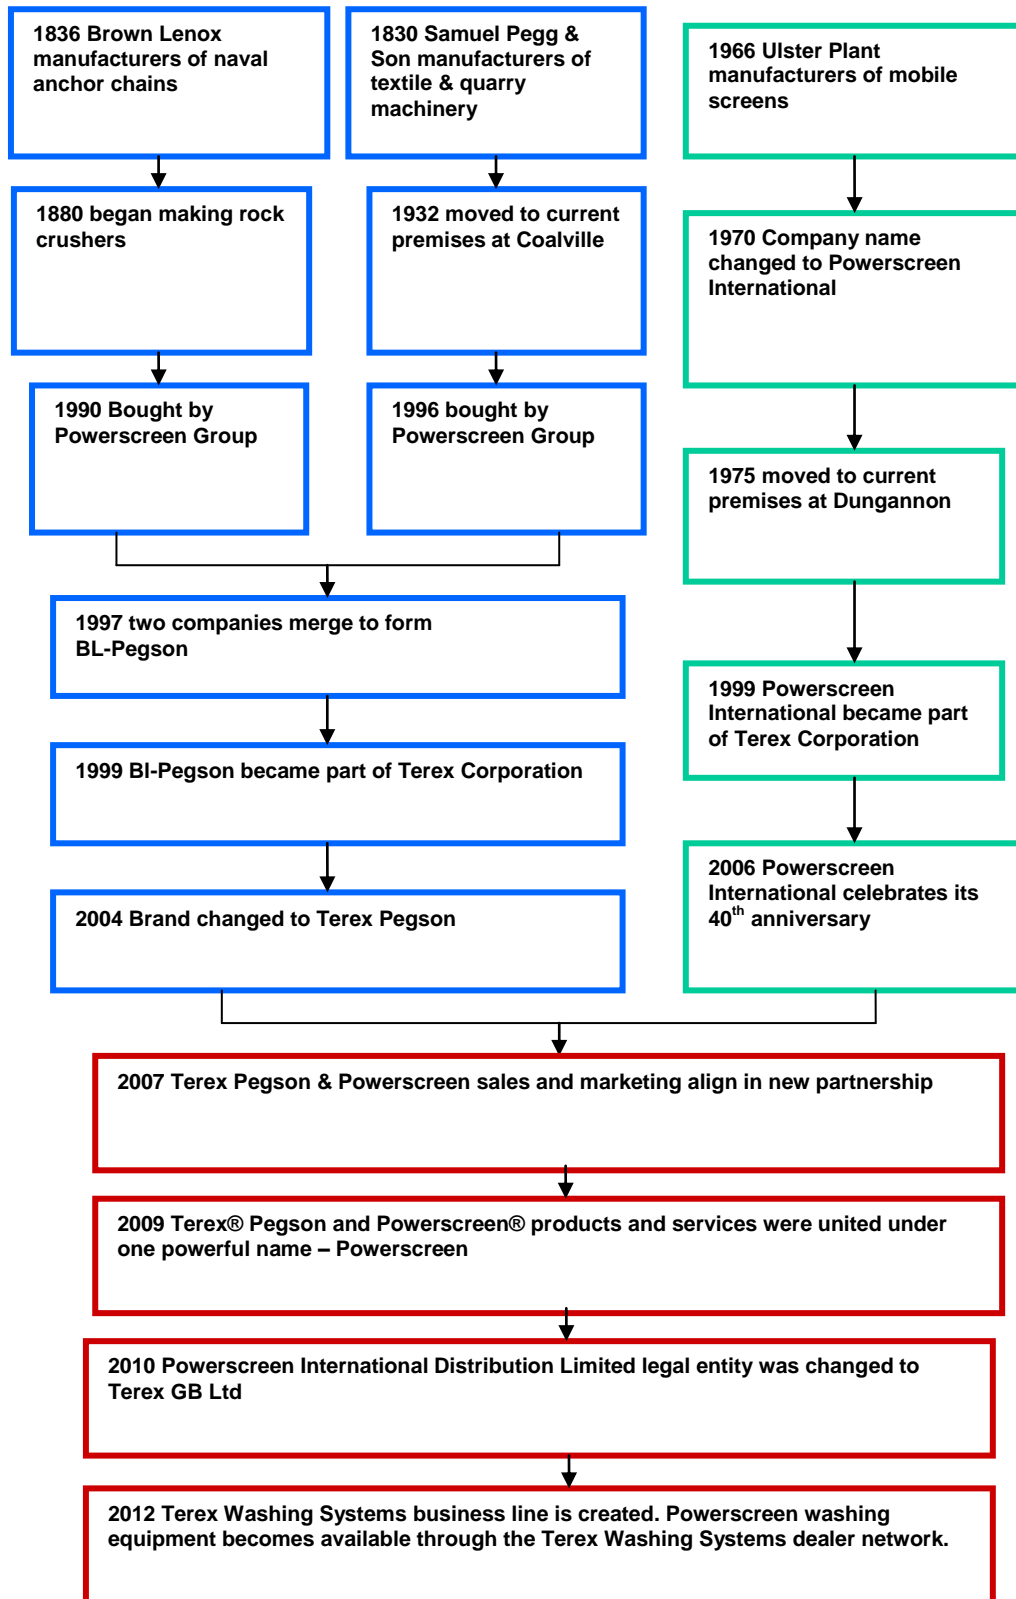 1836 Brown Lenox
manufacturers of naval
anchor chains
1830 Samuel Pegg &
Son manufacturers of
textile & quarry
machinery
1966 Ulster Plant
manufacturers of mobile
screens
1880 began making rock
crushers
1932 moved to current
premises at Coalville
1970 Company name
changed to Powerscreen
International
1990 Bought by
Powerscreen Group
1996 bought by
Powerscreen Group
1975 moved to current
premises at Dungannon
1997 two companies merge to form
BL-Pegson
1999 Powerscreen
International became part
of Terex Corporation
1999 Bl-Pegson became part of Terex Corporation
2006 Powerscreen
International celebrates its
40th anniversary
2004 Brand changed to Terex Pegson
2007 Terex Pegson & Powerscreen sales and marketing align in new partnership
2009 Terex® Pegson and Powerscreen® products and services were united under
one powerful name – Powerscreen
2010 Powerscreen International Distribution Limited legal entity was changed to
Terex GB Ltd
2012 Terex Washing Systems business line is created. Powerscreen washing
equipment becomes available through the Terex Washing Systems dealer network.